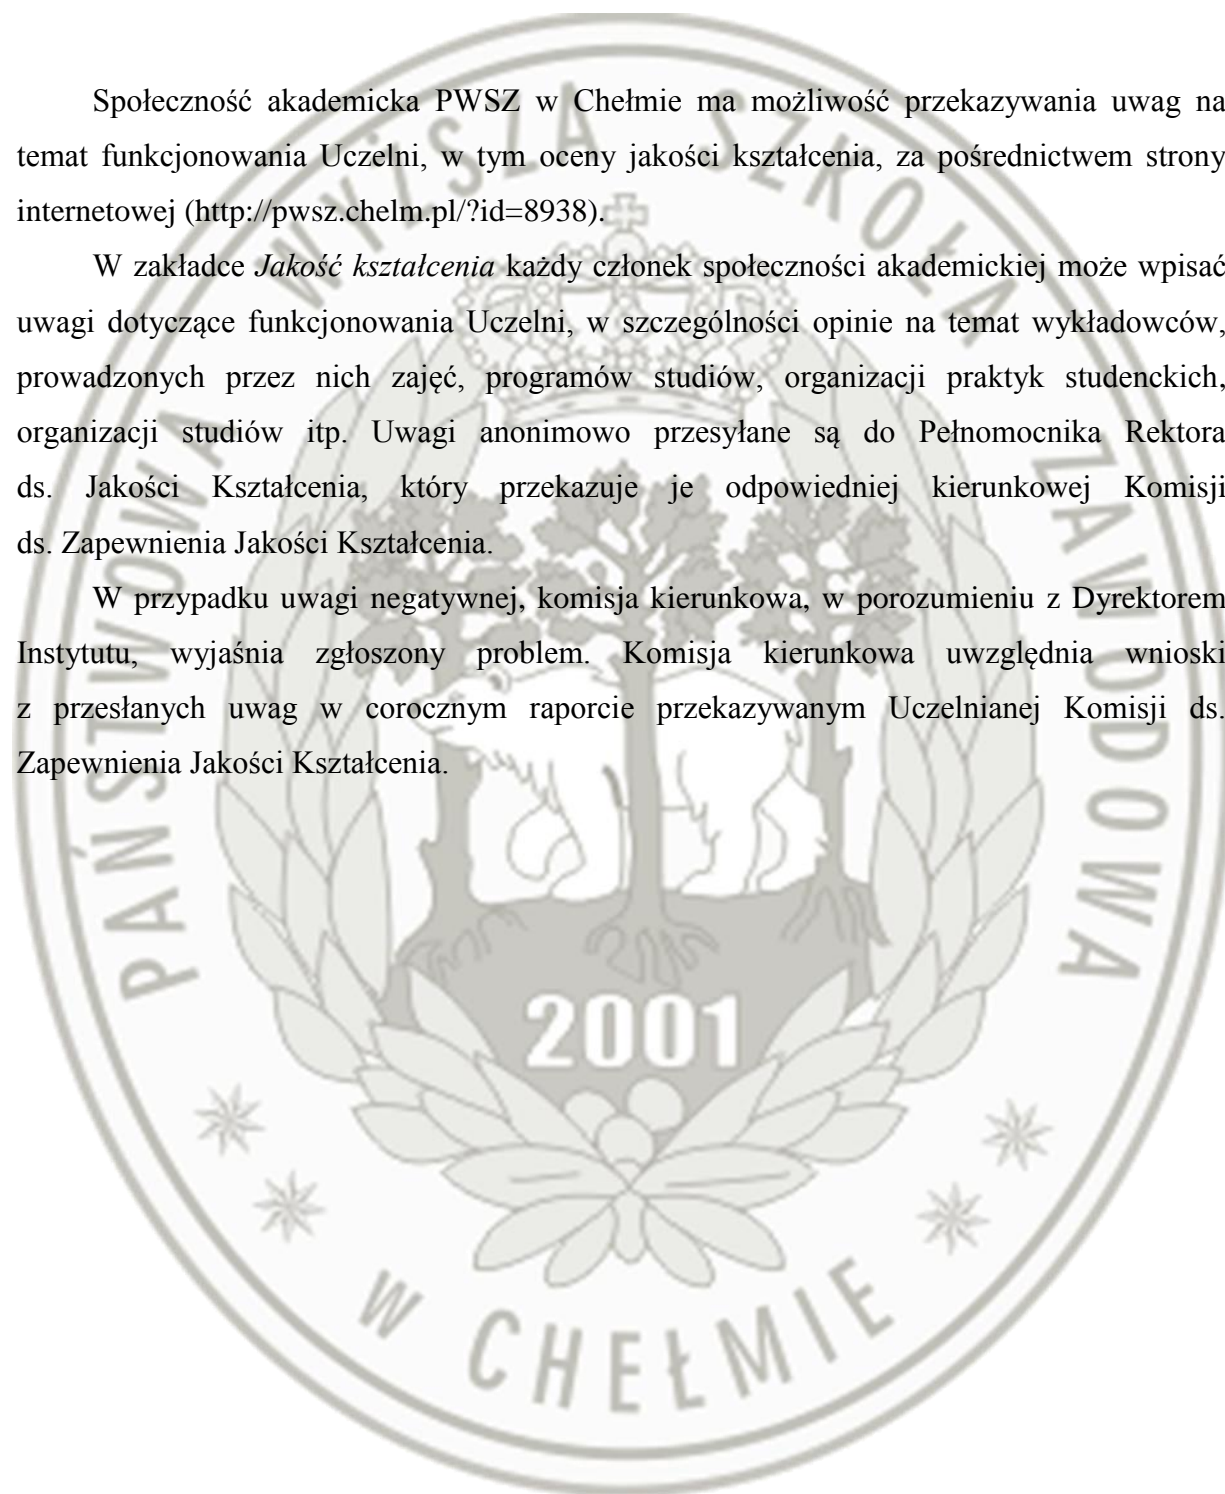 Społeczność akademicka PWSZ w Chełmie ma możliwość przekazywania uwag na
temat funkcjonowania Uczelni, w tym oceny jakości kształcenia, za pośrednictwem strony
internetowej (http://pwsz.chelm.pl/?id=8938).
W zakładce Jakość kształcenia każdy członek społeczności akademickiej może wpisać
uwagi dotyczące funkcjonowania Uczelni, w szczególności opinie na temat wykładowców,
prowadzonych przez nich zajęć, programów studiów, organizacji praktyk studenckich,
organizacji studiów itp. Uwagi anonimowo przesyłane są do Pełnomocnika Rektora
ds. Jakości Kształcenia, który przekazuje je odpowiedniej kierunkowej Komisji
ds. Zapewnienia Jakości Kształcenia.
W przypadku uwagi negatywnej, komisja kierunkowa, w porozumieniu z Dyrektorem
Instytutu, wyjaśnia zgłoszony problem. Komisja kierunkowa uwzględnia wnioski
z przesłanych uwag w corocznym raporcie przekazywanym Uczelnianej Komisji ds.
Zapewnienia Jakości Kształcenia.
PAŃSTWOWA WYŻSZA SZKOŁA ZAWODOWA
2001
W CHEŁMIE